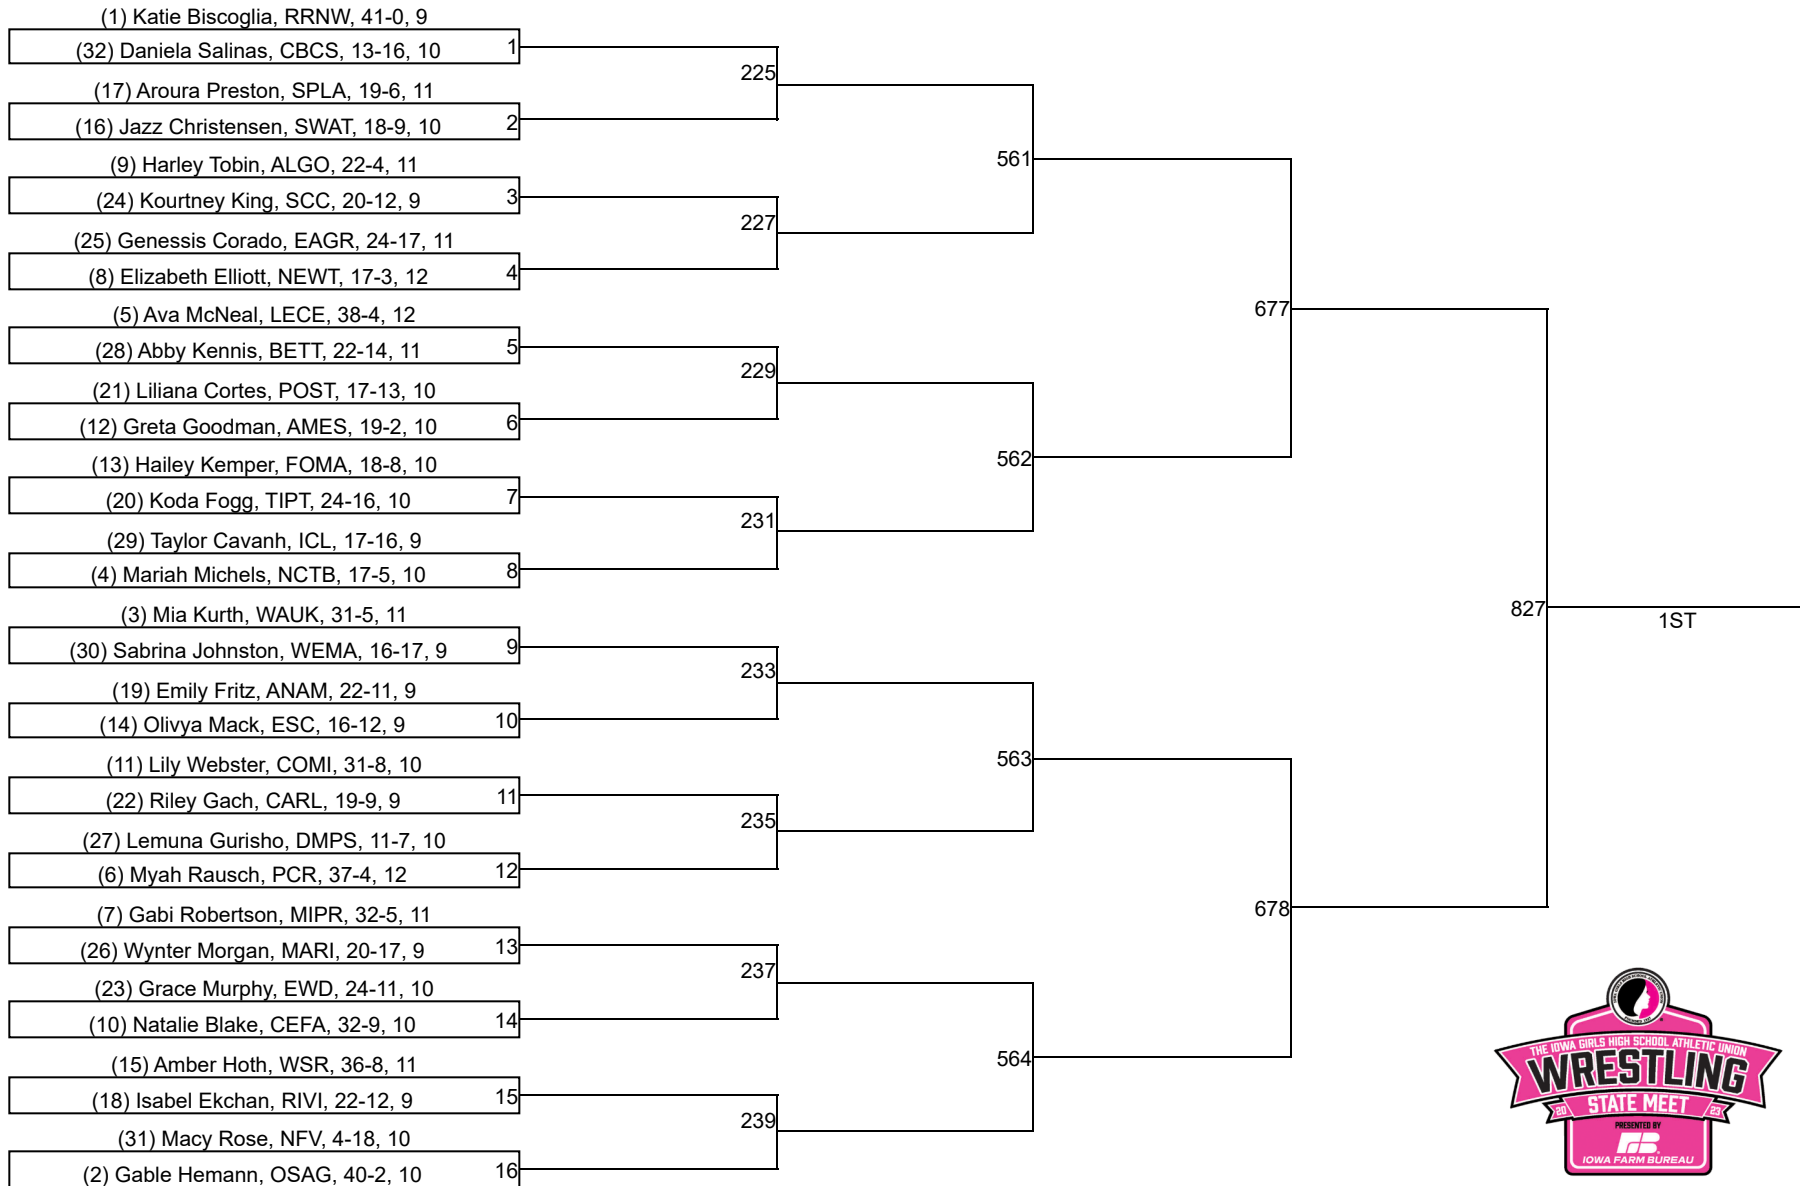 (1) Katie Biscoglia, RRNW, 41-0, 9
(32) Daniela Salinas, CBCS, 13-16, 10
1
225
(17) Aroura Preston, SPLA, 19-6, 11
(16) Jazz Christensen, SWAT, 18-9, 10
2
561
(9) Harley Tobin, ALGO, 22-4, 11
(24) Kourtney King, SCC, 20-12, 9
3
227
(25) Genessis Corado, EAGR, 24-17, 11
(8) Elizabeth Elliott, NEWT, 17-3, 12
4
677
(5) Ava McNeal, LECE, 38-4, 12
(28) Abby Kennis, BETT, 22-14, 11
5
229
(21) Liliana Cortes, POST, 17-13, 10
(12) Greta Goodman, AMES, 19-2, 10
6
562
(13) Hailey Kemper, FOMA, 18-8, 10
(20) Koda Fogg, TIPT, 24-16, 10
7
231
(29) Taylor Cavanh, ICL, 17-16, 9
(4) Mariah Michels, NCTB, 17-5, 10
8
827
1ST
(3) Mia Kurth, WAUK, 31-5, 11
(30) Sabrina Johnston, WEMA, 16-17, 9
9
233
(19) Emily Fritz, ANAM, 22-11, 9
(14) Olivya Mack, ESC, 16-12, 9
10
563
(11) Lily Webster, COMI, 31-8, 10
(22) Riley Gach, CARL, 19-9, 9
11
235
(27) Lemuna Gurisho, DMPS, 11-7, 10
(6) Myah Rausch, PCR, 37-4, 12
12
678
(7) Gabi Robertson, MIPR, 32-5, 11
(26) Wynter Morgan, MARI, 20-17, 9
13
237
(23) Grace Murphy, EWD, 24-11, 10
(10) Natalie Blake, CEFA, 32-9, 10
14
564
(15) Amber Hoth, WSR, 36-8, 11
(18) Isabel Ekchan, RIVI, 22-12, 9
15
239
(31) Macy Rose, NFV, 4-18, 10
(2) Gable Hemann, OSAG, 40-2, 10
16
THE IOWA GIRLS HIGH SCHOOL ATHLETIC UNION
WRESTLING
20 STATE MEET 23
PRESENTED BY
FB
IOWA FARM BUREAU